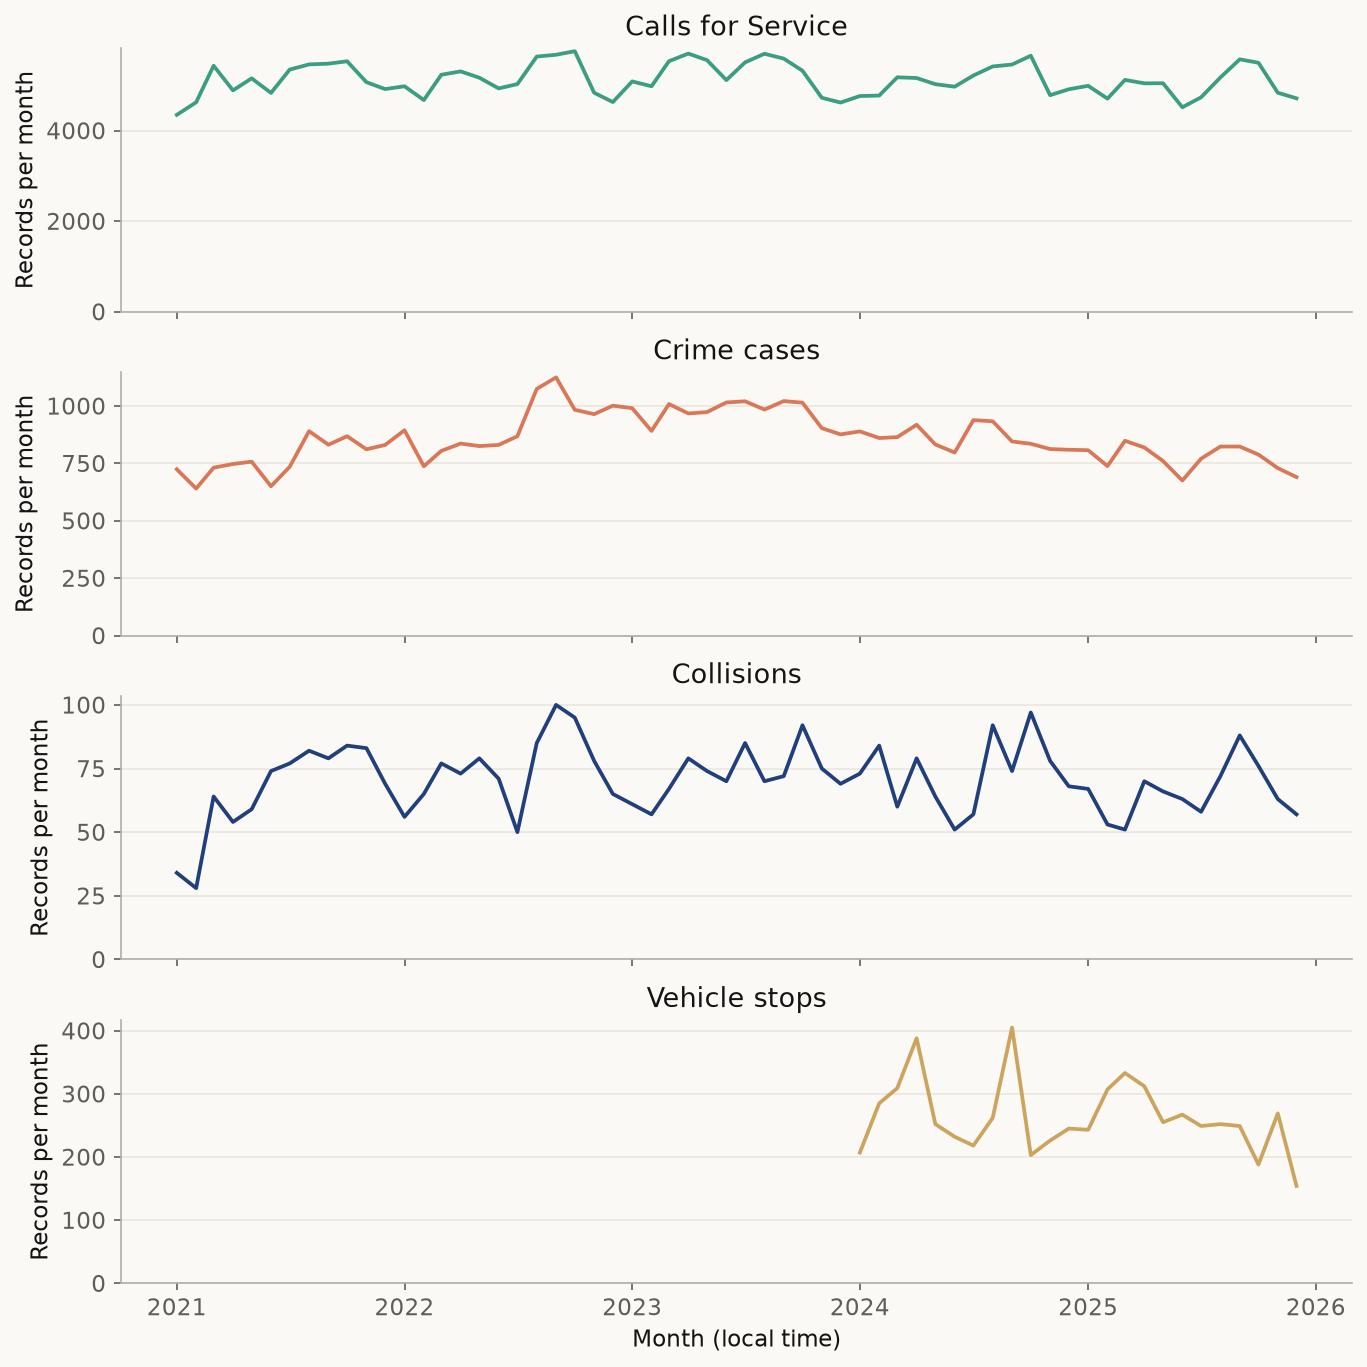 Calls for Service
Records per month
4000
2000
0
Crime cases
Records per month
1000
750
500
250
0
Collisions
Records per month
100
75
50
25
0
Vehicle stops
Records per month
400
300
200
100
0
2021 2022 2023 2024 2025 2026
Month (local time)